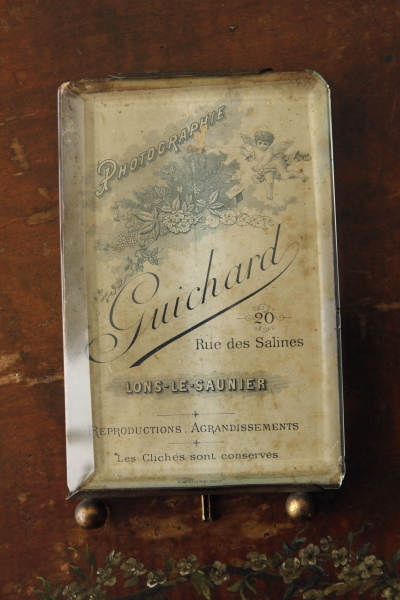 PHOTOGRAPHIE
Guichard
20
Rue des Salines
LONS-LE-SAUNIER
REPRODUCTIONS. AGRANDISSEMENTS
Les Clichés sont conservés